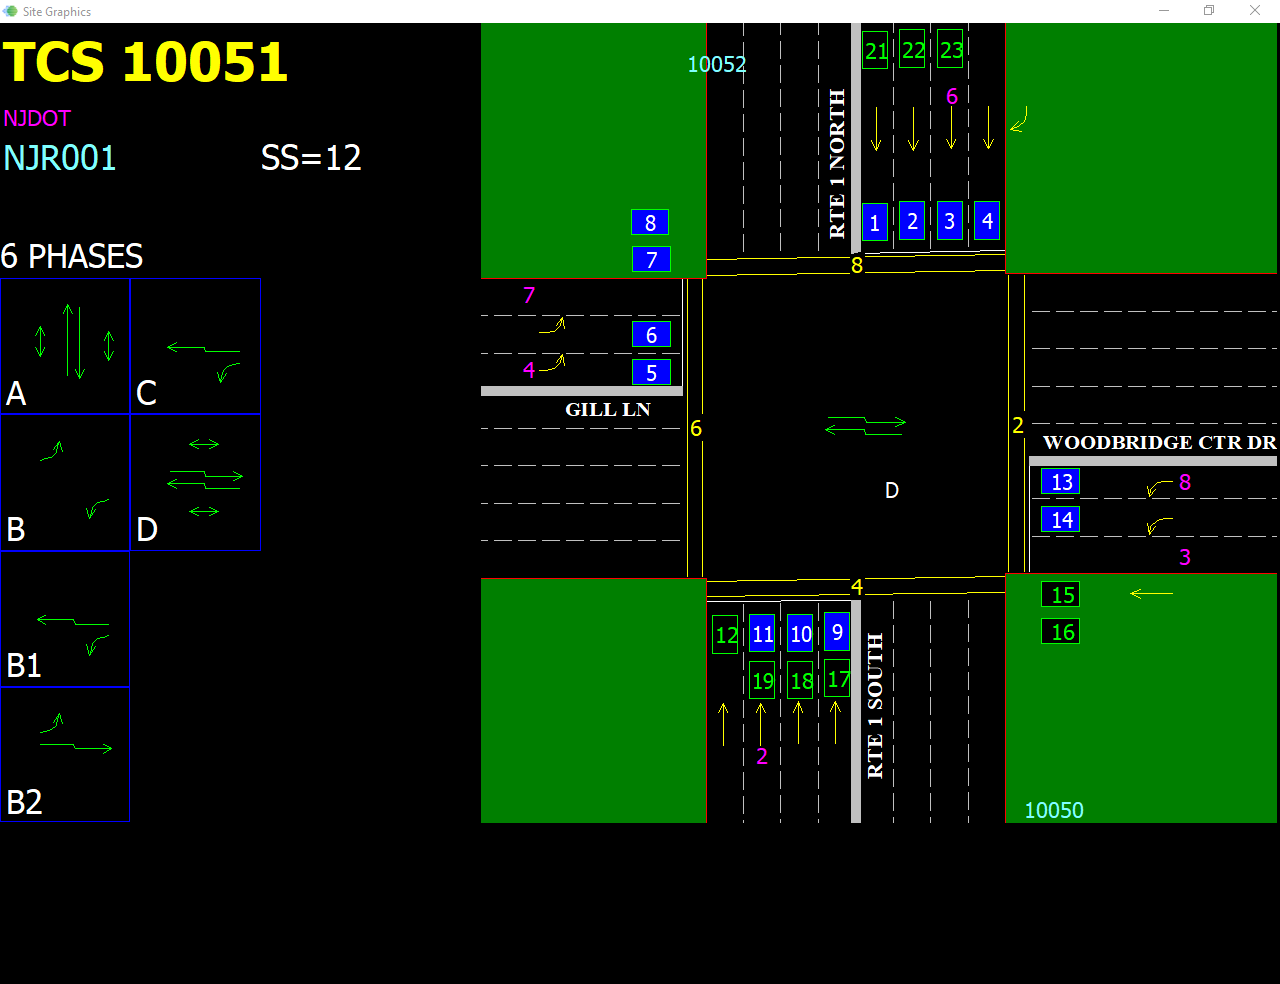 Site Graphics
TCS 10051
NJDOT
NJR001
SS=12
6 PHASES
A
C
B
D
B1
B2
10052
RTE 1 NORTH
21
22
23
6
1
2
3
4
8
7
8
7
6
4
5
GILL LN
6
2
WOODBRIDGE CTR DR
13
8
14
D
3
15
16
4
12
11
10
9
19
18
17
2
RTE 1 SOUTH
10050